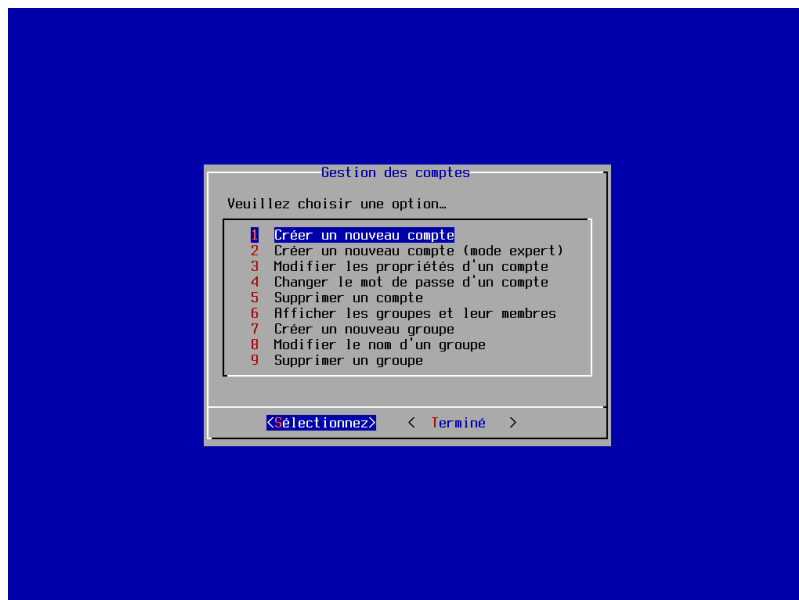 Gestion des comptes
Veuillez choisir une option…
1 Créer un nouveau compte
2 Créer un nouveau compte (mode expert)
3 Modifier les propriétés d'un compte
4 Changer le mot de passe d'un compte
5 Supprimer un compte
6 Afficher les groupes et leur membres
7 Créer un nouveau groupe
8 Modifier le nom d'un groupe
9 Supprimer un groupe
<Sélectionnez> < Terminé >